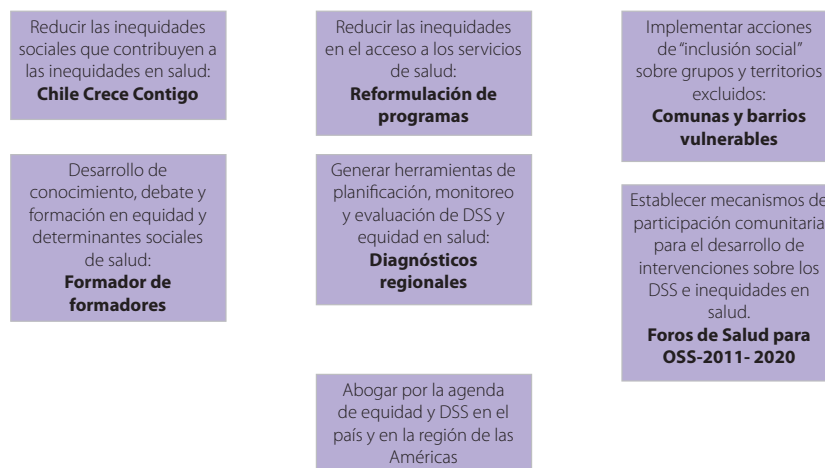 Reducir las inequidades
sociales que contribuyen a
las inequidades en salud:
Chile Crece Contigo
Reducir las inequidades
en el acceso a los servicios
de salud:
Reformulación de
programas
Implementar acciones
de “inclusión social”
sobre grupos y territorios
excluidos:
Comunas y barrios
vulnerables
Desarrollo de
conocimiento, debate y
formación en equidad y
determinantes sociales
de salud:
Formador de
formadores
Generar herramientas de
planificación, monitoreo
y evaluación de DSS y
equidad en salud:
Diagnósticos
regionales
Establecer mecanismos de
participación comunitaria
para el desarrollo de
intervenciones sobre los
DSS e inequidades en
salud.
Foros de Salud para
OSS-2011- 2020
Abogar por la agenda
de equidad y DSS en el
país y en la región de las
Américas